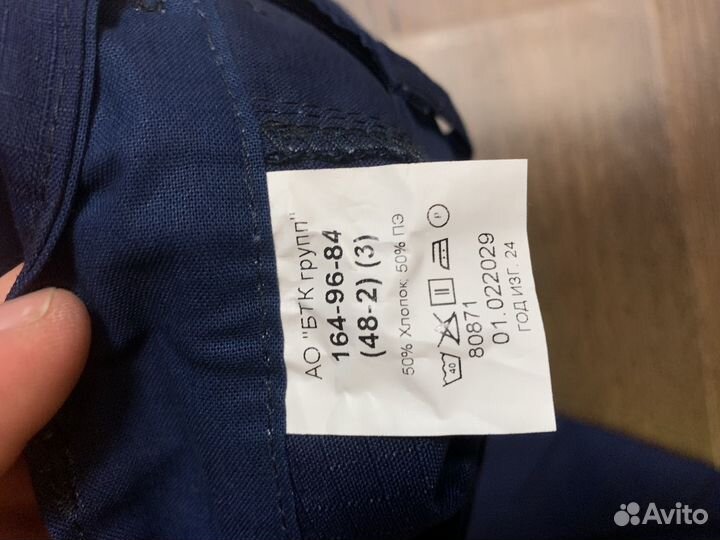 АО "БТК групп"
164-96-84
(48-2) (3)
50% Хлопок 50% ПЭ
40 P
80871
01.022029
ГОД ИЗГ. 24
Avito